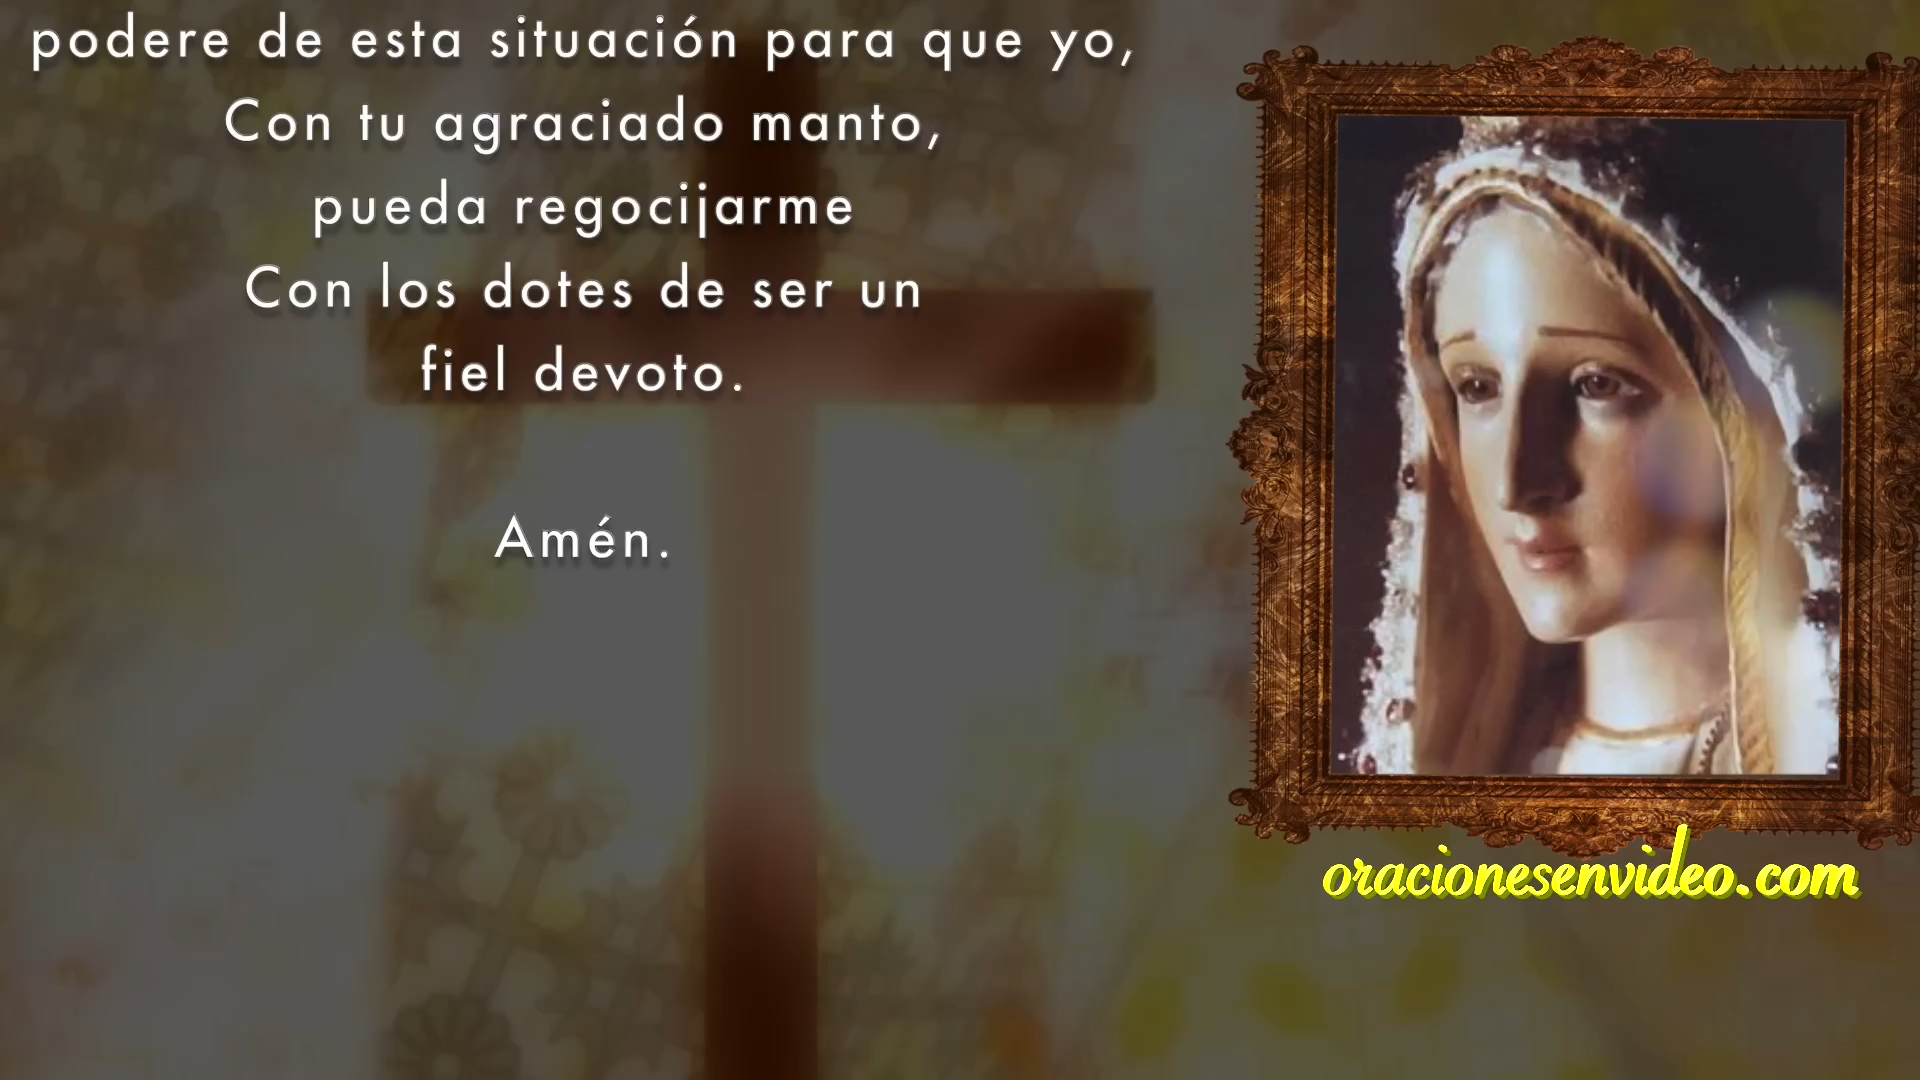 podere de esta situación para que yo,
Con tu agraciado manto,
pueda regocijarme
Con los dotes de ser un
fiel devoto.
Amén.
oracionesenvideo.com